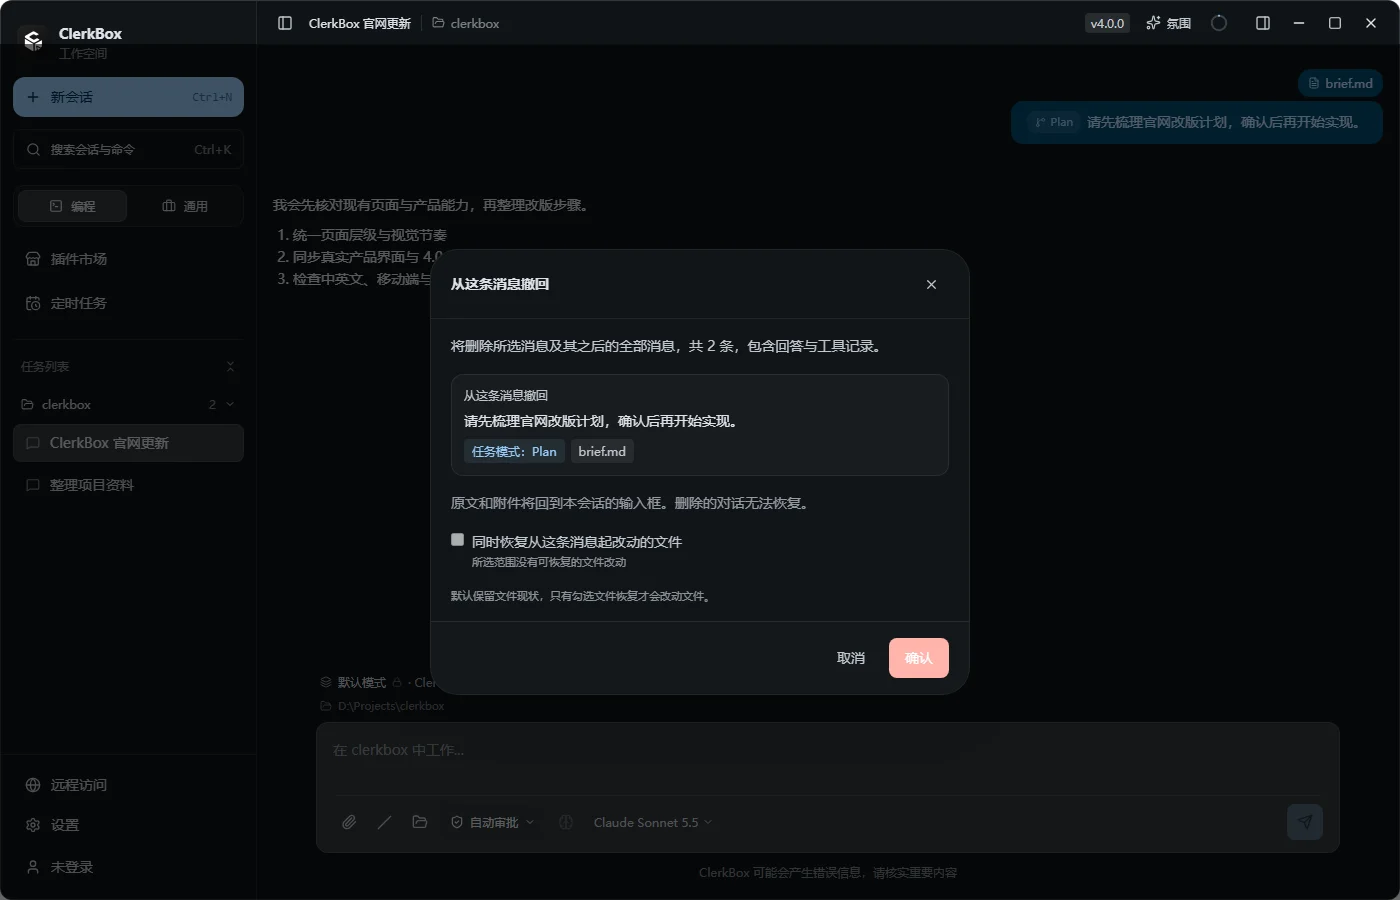 ClerkBox
工作空间
ClerkBox 官网更新
clerkbox
v4.0.0
氛围
新会话
Ctrl+N
搜索会话与命令
Ctrl+K
编程
通用
插件市场
定时任务
任务列表
clerkbox
2
ClerkBox 官网更新
整理项目资料
远程访问
设置
未登录
brief.md
Plan 请先梳理官网改版计划，确认后再开始实现。
我会先核对现有页面与产品能力，再整理改版步骤。
1. 统一页面层级与视觉节奏
2. 同步真实产品界面与 4.0
3. 检查中英文、移动端与
从这条消息撤回
将删除所选消息及其之后的全部消息，共 2 条，包含回答与工具记录。
从这条消息撤回
请先梳理官网改版计划，确认后再开始实现。
任务模式：Plan
brief.md
原文和附件将回到本会话的输入框。删除的对话无法恢复。
同时恢复从这条消息起改动的文件
所选范围没有可恢复的文件改动
默认保留文件现状，只有勾选文件恢复才会改动文件。
取消
确认
默认模式 · Cler
D:\Projects\clerkbox
在 clerkbox 中工作...
自动审批
Claude Sonnet 5.5
ClerkBox 可能会产生错误信息，请核实重要内容